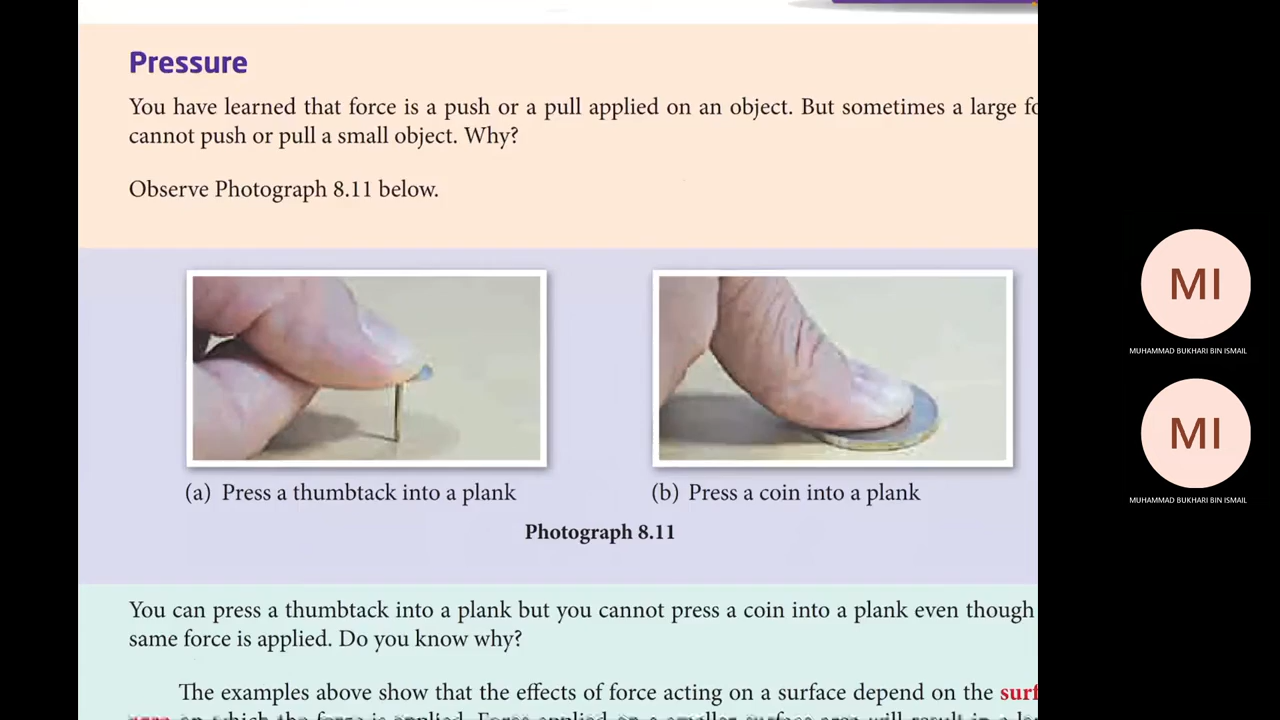 Pressure
You have learned that force is a push or a pull applied on an object. But sometimes a large
cannot push or pull a small object. Why?
Observe Photograph 8.11 below.
(a) Press a thumbtack into a plank
(b) Press a coin into a plank
Photograph 8.11
You can press a thumbtack into a plank but you cannot press a coin into a plank even though
same force is applied. Do you know why?
The examples above show that the effects of force acting on a surface depend on the
MI
MUHAMMAD BUKHARI BIN ISMAIL
MI
MUHAMMAD BUKHARI BIN ISMAIL